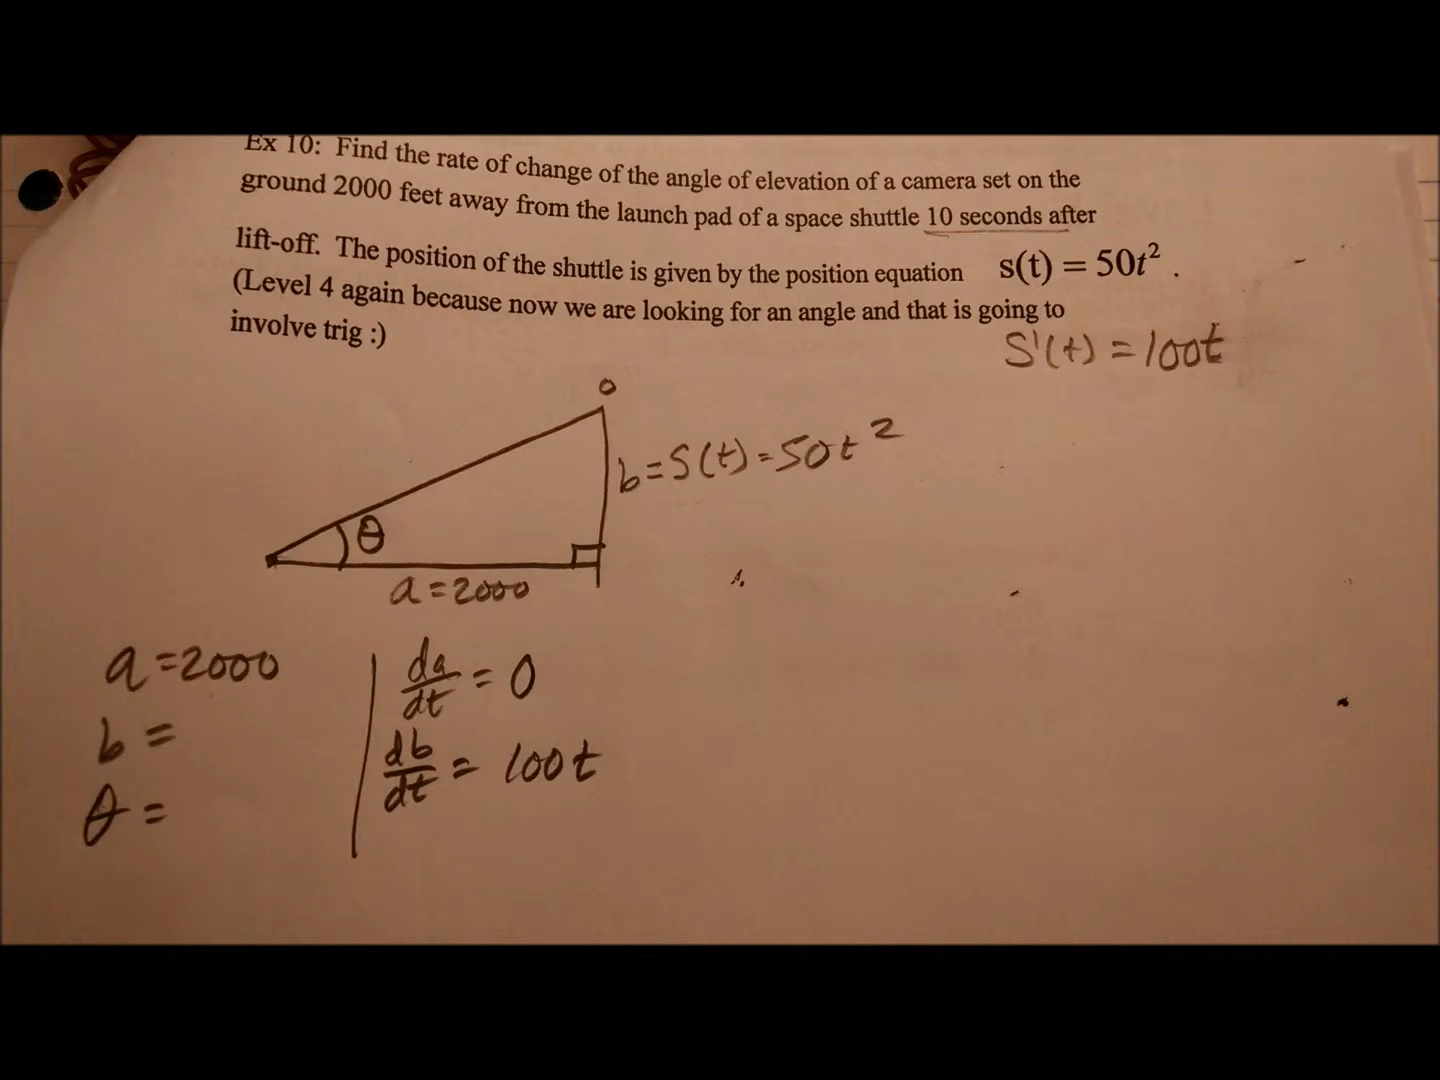 Ex 10: Find the rate of change of the angle of elevation of a camera set on the
ground 2000 feet away from the launch pad of a space shuttle 10 seconds after
lift-off. The position of the shuttle is given by the position equation s(t) = 50t² .
(Level 4 again because now we are looking for an angle and that is going to
involve trig :)
S'(t) = 100t
b = S(t) = 50t²
θ
a = 2000
a = 2000
b =
θ =
da/dt = 0
db/dt = 100t